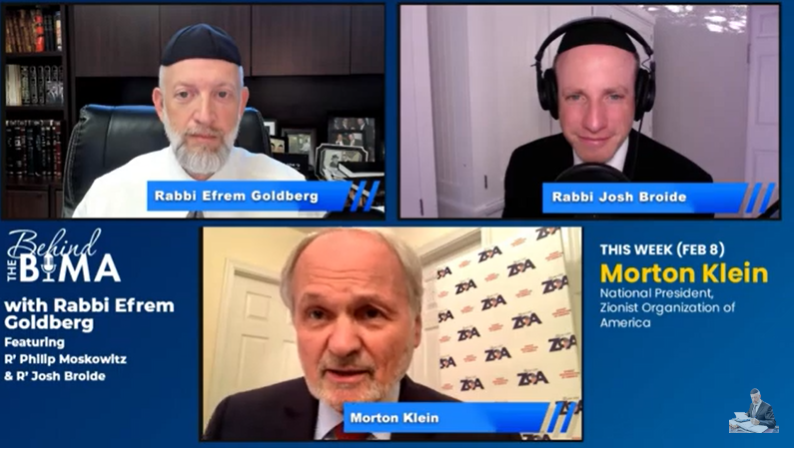 Rabbi Efrem Goldberg
Rabbi Josh Broide
Behind
THE BIMA
with Rabbi Efrem
Goldberg
Featuring
R' Philip Moskowitz
& R' Josh Broide
ZOA
Morton Klein
THIS WEEK (FEB 8)
Morton Klein
National President,
Zionist Organization of
America